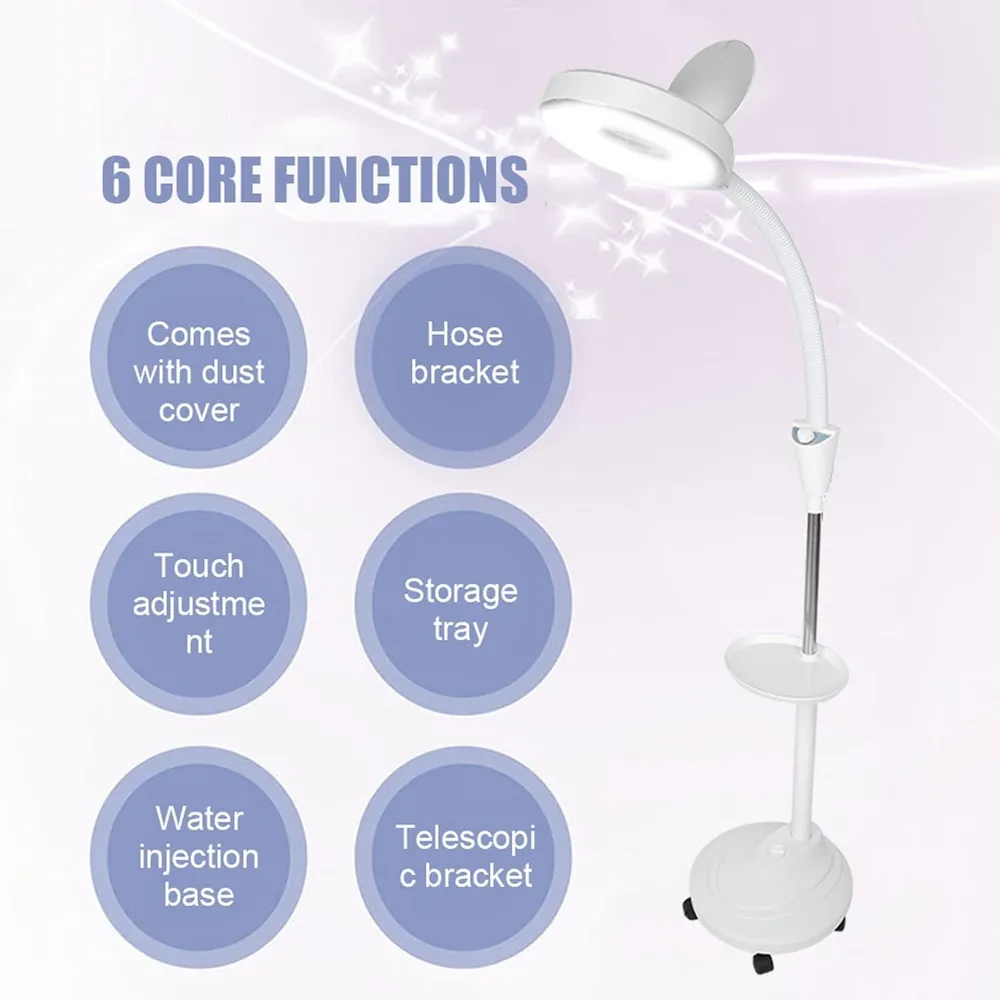 6 CORE FUNCTIONS
Comes
with dust
cover
Hose
bracket
Touch
adjustme
nt
Storage
tray
Water
injection
base
Telescopi
c bracket